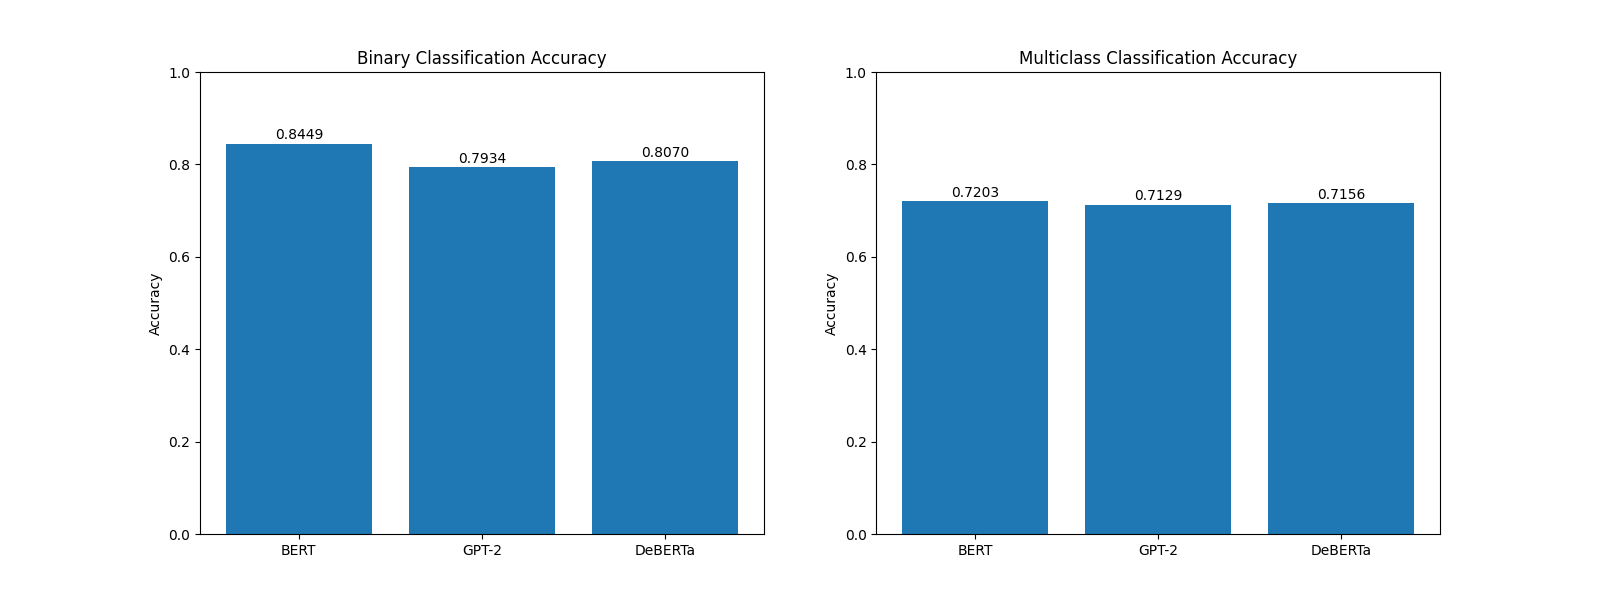 Binary Classification Accuracy
1.0
0.8
0.6
0.4
0.2
0.0
Accuracy
0.8449
0.7934
0.8070
BERT
GPT-2
DeBERTa
Multiclass Classification Accuracy
1.0
0.8
0.6
0.4
0.2
0.0
Accuracy
0.7203
0.7129
0.7156
BERT
GPT-2
DeBERTa